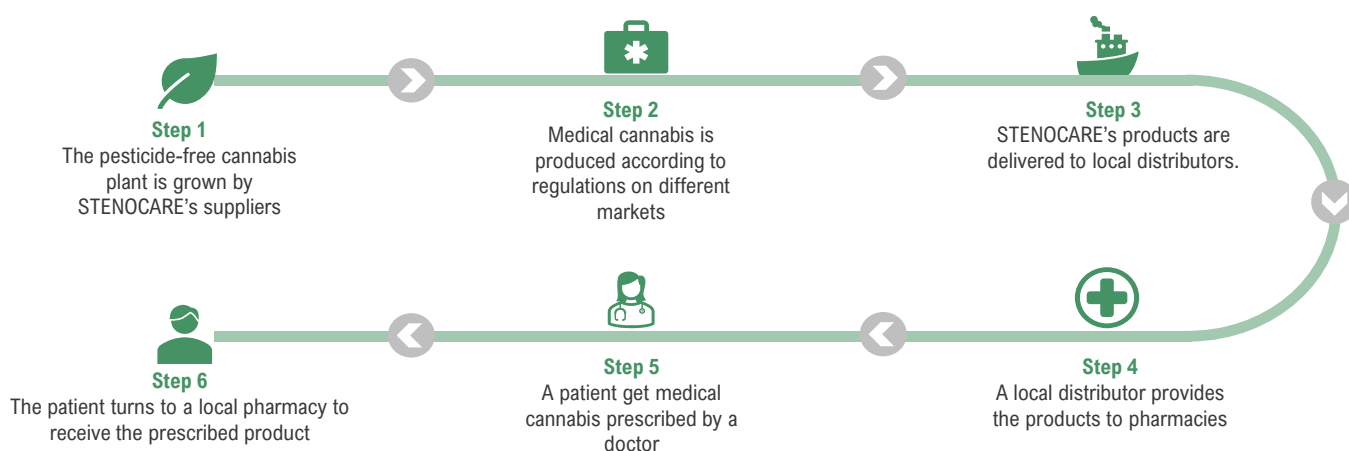 Step 1
The pesticide-free cannabis
plant is grown by
STENOCARE's suppliers
Step 2
Medical cannabis is
produced according to
regulations on different
markets
Step 3
STENOCARE's products are
delivered to local distributors.
Step 4
A local distributor provides
the products to pharmacies
Step 5
A patient get medical
cannabis prescribed by a
doctor
Step 6
The patient turns to a local pharmacy to
receive the prescribed product